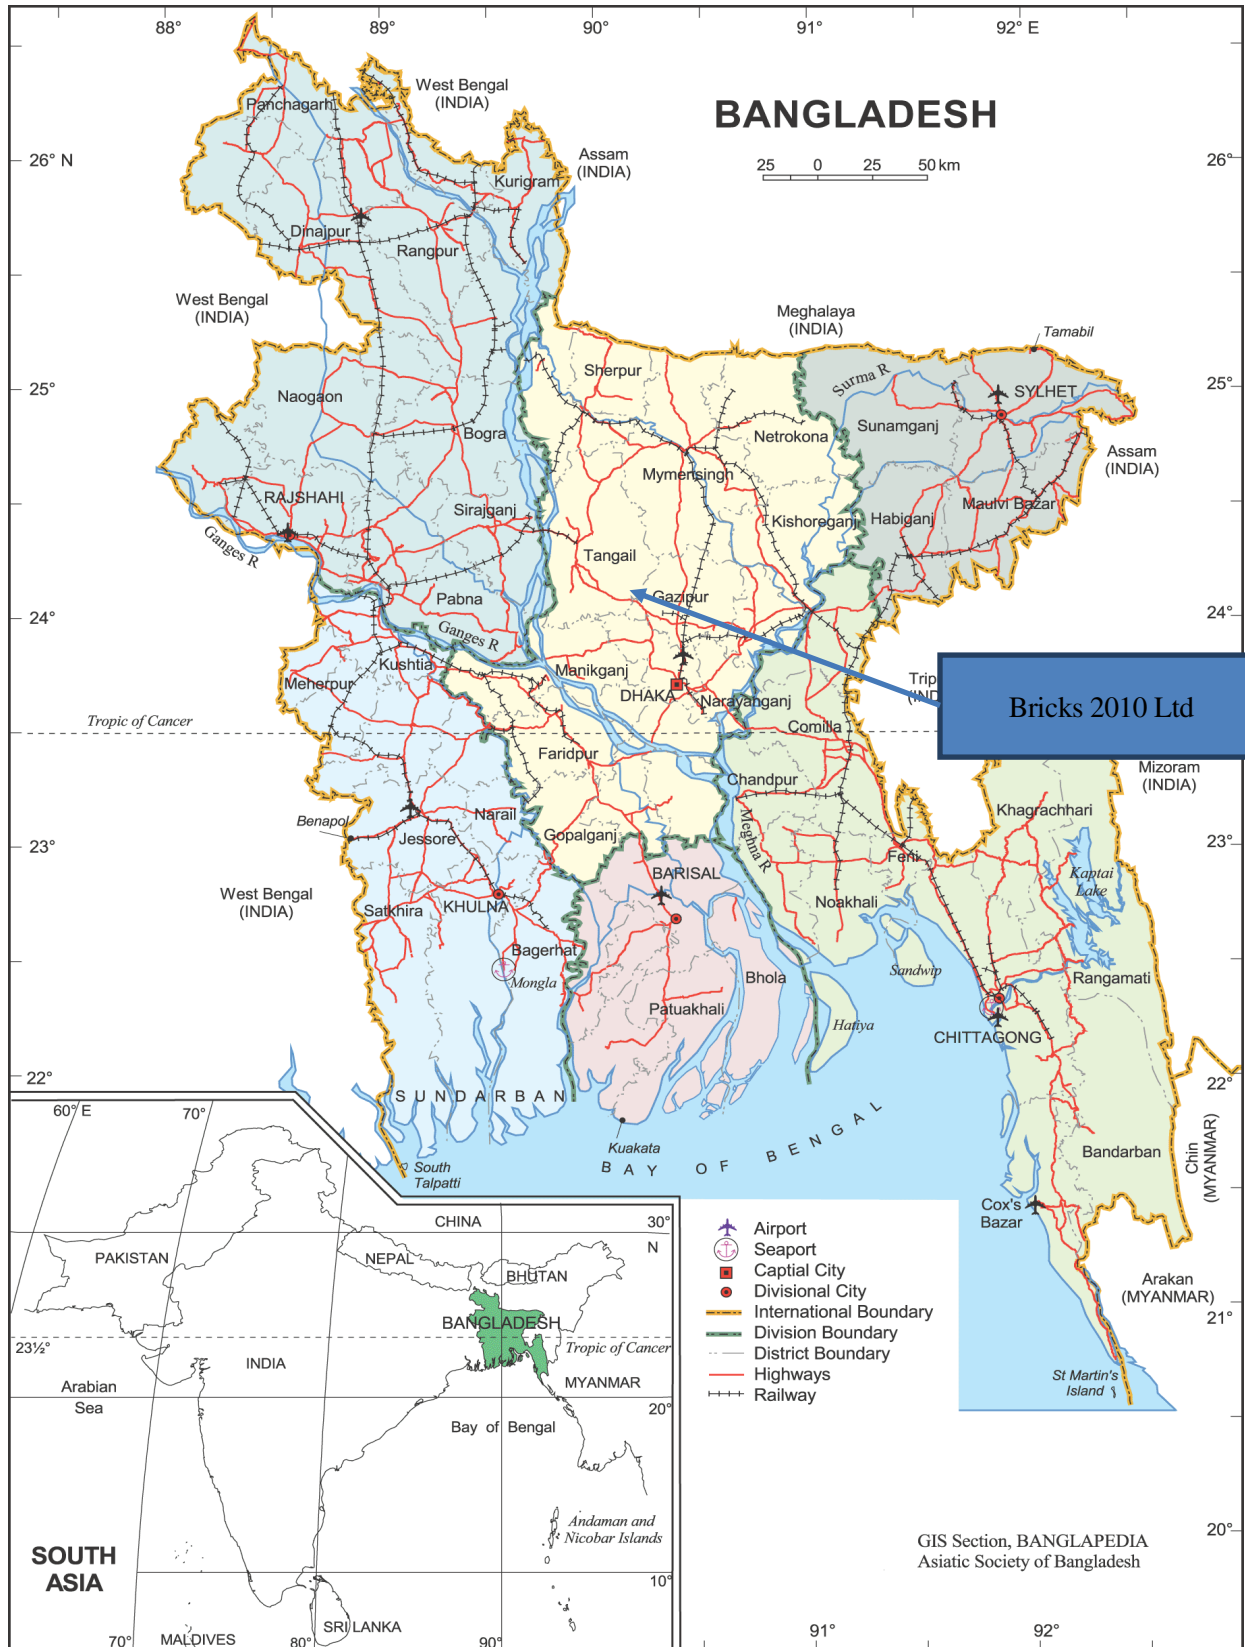 88° 89° 90° 91° 92° E
BANGLADESH
25 0 25 50 km
26° N
26°
25°
25°
24°
24°
23°
23°
22°
22°
21°
20°
West Bengal
(INDIA)
Assam
(INDIA)
Panchagarh
Kurigram
Dinajpur
Rangpur
West Bengal
(INDIA)
Meghalaya
(INDIA)
Tamabil
Sherpur
Surma R
SYLHET
Naogaon
Sunamganj
Netrokona
Bogra
Assam
(INDIA)
Mymensingh
RAJSHAHI
Sirajganj
Maulvi Bazar
Kishoreganj
Habiganj
Ganges R
Tangail
Gazipur
Pabna
Ganges R
Kushtia
Manikganj
Meherpur
DHAKA
Narayanganj
Trip
(IND
Bricks 2010 Ltd
Tropic of Cancer
Comilla
Faridpur
Chandpur
Mizoram
(INDIA)
Khagrachhari
Narail
Benapol
Jessore
Gopalganj
Meghna R
Feni
BARISAL
Kaptai
Lake
West Bengal
(INDIA)
Satkhira
KHULNA
Noakhali
Bagerhat
Mongla
Bhola
Sandwip
Rangamati
Patuakhali
Hatiya
CHITTAGONG
SUNDARBAN
Kuakata
BAY OF BENGAL
South
Talpatti
Bandarban
Chin
(MYANMAR)
Cox's
Bazar
Arakan
(MYANMAR)
St Martin's
Island
Airport
Seaport
Captial City
Divisional City
International Boundary
Division Boundary
District Boundary
Highways
Railway
60° E
70°
CHINA
30°
N
PAKISTAN
NEPAL
BHUTAN
BANGLADESH
23½°
Tropic of Cancer
INDIA
MYANMAR
Arabian
Sea
20°
Bay of Bengal
Andaman and
Nicobar Islands
SOUTH
ASIA
10°
SRI LANKA
MALDIVES
70° 80° 90°
GIS Section, BANGLAPEDIA
Asiatic Society of Bangladesh
91° 92°